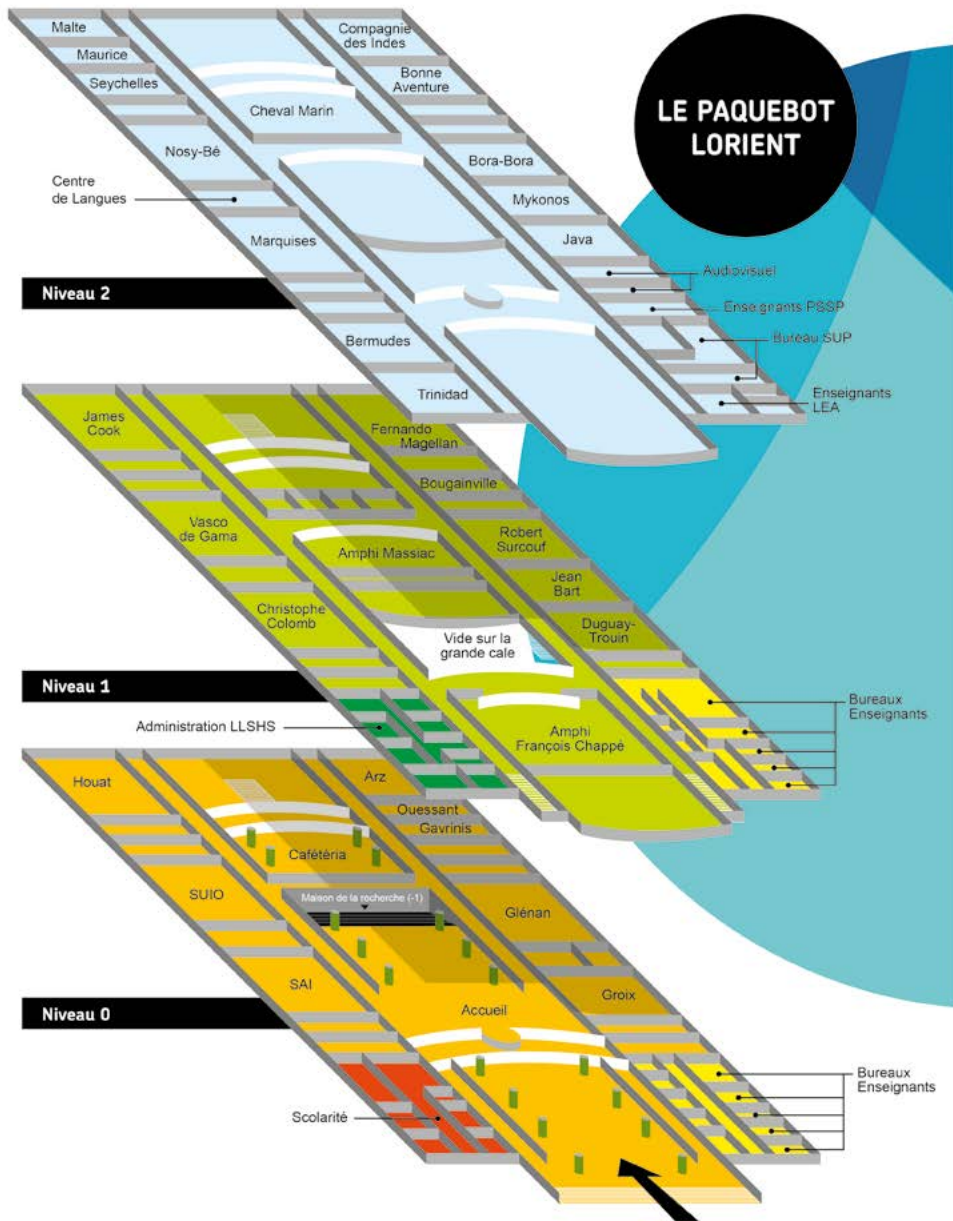 LE PAQUEBOT
LORIENT
Malte
Maurice
Seychelles
Nosy-Bé
Centre
de Langues
Marquises
Bermudes
Trinidad
Cheval Marin
Compagnie
des Indes
Bonne
Aventure
Bora-Bora
Mykonos
Java
Audiovisuel
Enseignants PSSP
Bureau SUP
Enseignants
LEA
Niveau 2
James
Cook
Vasco
de Gama
Christophe
Colomb
Amphi Massiac
Vide sur la
grande cale
Amphi
François Chappé
Fernando
Magellan
Bougainville
Robert
Surcouf
Jean
Bart
Duguay-
Trouin
Bureaux
Enseignants
Niveau 1
Administration LLSHS
Houat
SUIO
SAI
Cafétéria
Maison de la recherche (-1)
Accueil
Arz
Ouessant
Gavrinis
Glénan
Groix
Niveau 0
Scolarité
Bureaux
Enseignants